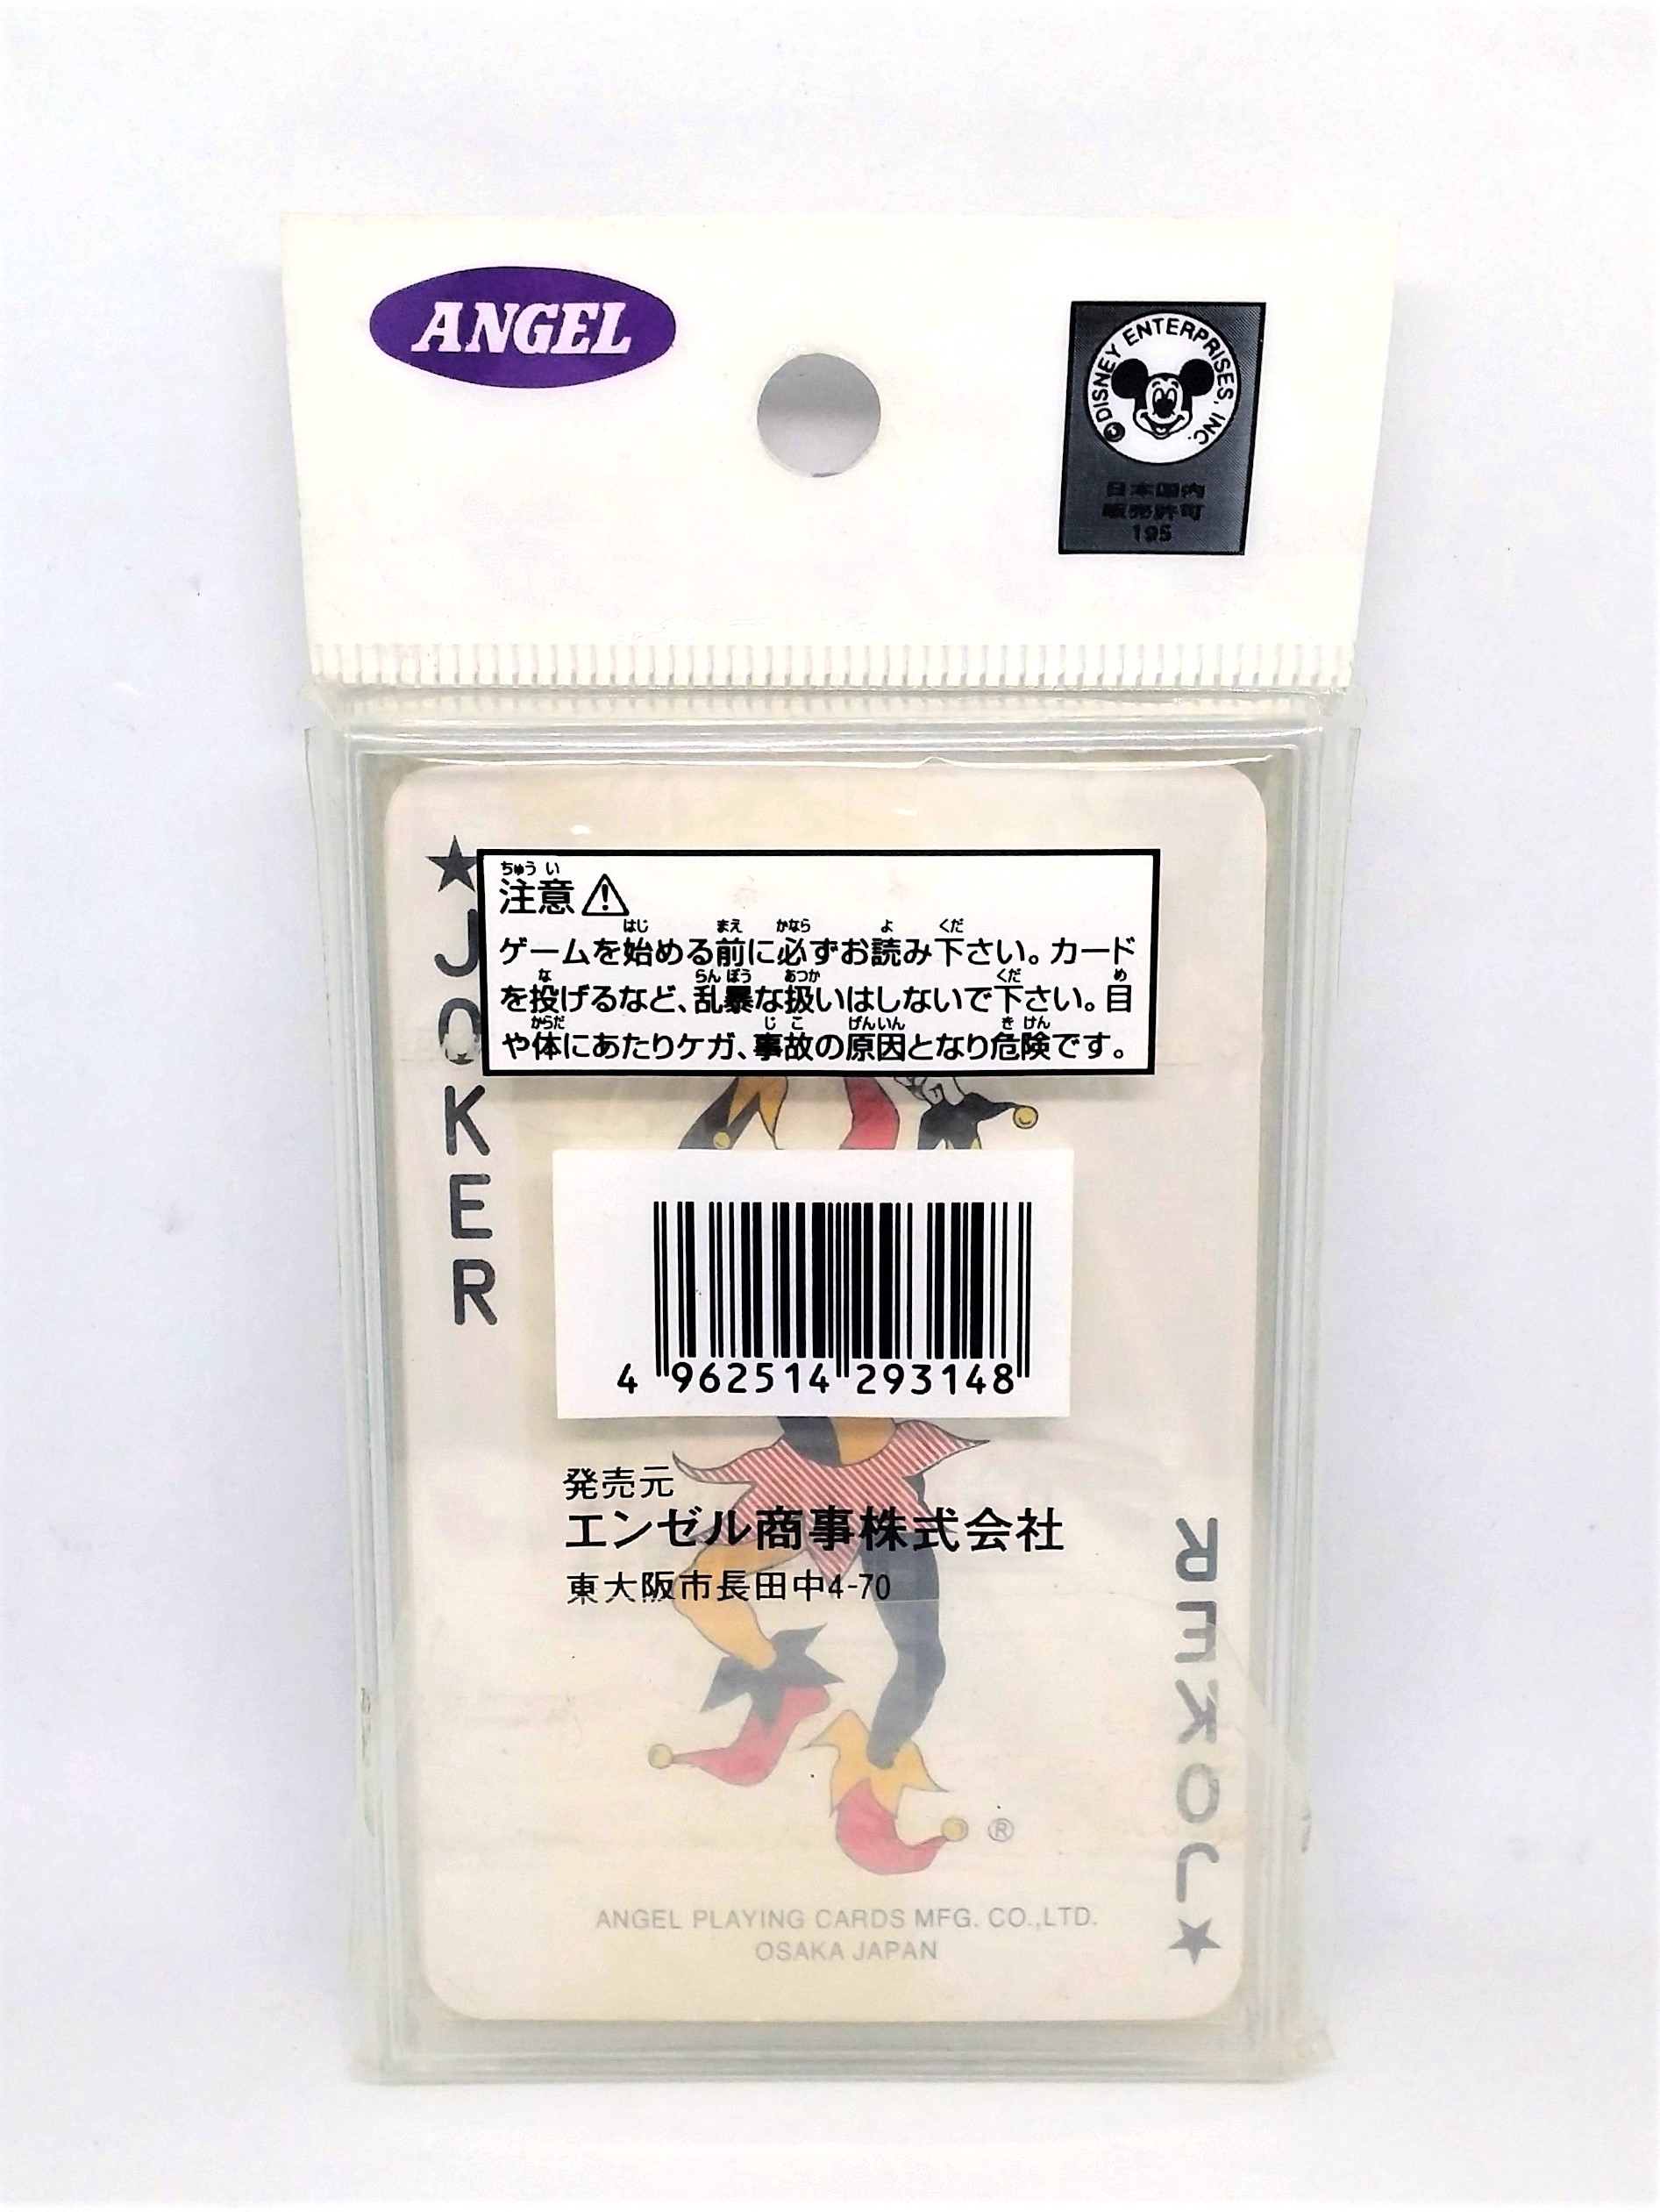 ANGEL
©DISNEY ENTERPRISES, INC.
日本国内
販売許可
195
ちゅうい
注意
はじ まえ かなら よ くだ
ゲームを始める前に必ずお読み下さい。カード
な らんぼう あつか くだ め
を投げるなど、乱暴な扱いはしないで下さい。目
からだ じこ げんいん きけん
や体にあたりケガ、事故の原因となり危険です。
JOKER
4 962514 293148
発売元
エンゼル商事株式会社
東大阪市長田中4-70
JOKER
®
ANGEL PLAYING CARDS MFG. CO.,LTD.
OSAKA JAPAN